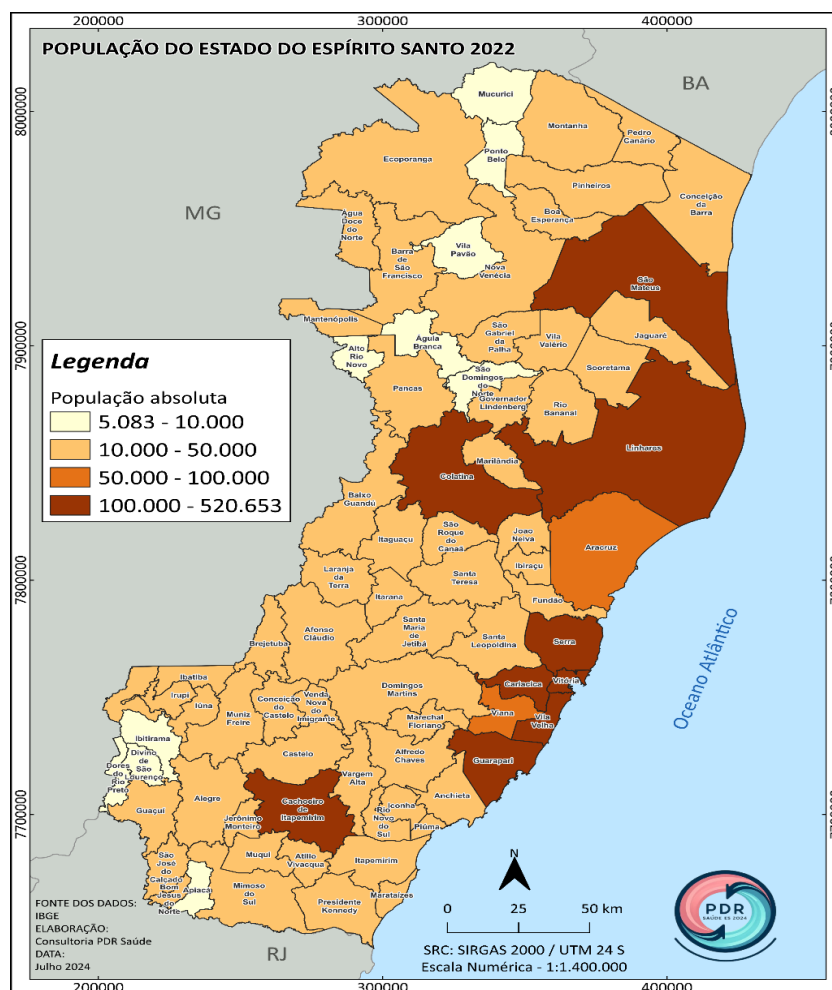 200000
300000
400000
POPULAÇÃO DO ESTADO DO ESPÍRITO SANTO 2022
BA
8000000
Mucurici
Montanha
Pedro
Canário
Ponto
Belo
Ecoporanga
Pinheiros
Conceição
da
Barra
MG
Água
Doce
do
Norte
Boa
Esperança
Vila
Pavão
Barra
de
São
Francisco
Nova
Venécia
São
Mateus
Mantenópolis
São
Gabriel
da
Palha
Vila
Valério
Jaguaré
7900000
Águia
Branca
Alto
Rio
Novo
Sooretama
São
Domingos
do
Norte
Pancas
Governador
Lindenberg
Rio
Bananal
Legenda
População absoluta
5.083 - 10.000
10.000 - 50.000
50.000 - 100.000
100.000 - 520.653
Linhares
Marilândia
Colatina
Baixo
Guandú
São
Roque
do
Canaã
Joao
Neiva
Itaguaçu
Aracruz
Ibiraçu
Laranja
da
Terra
Santa
Teresa
7800000
Itarana
Fundão
Santa
Maria
de
Jetibá
Afonso
Cláudio
Santa
Leopoldina
Serra
Brejetuba
Oceano Atlântico
Ibatiba
Cariacica
Vitória
Domingos
Martins
Irupi
Iúna
Conceição
do
Castelo
Venda
Nova
do
Imigrante
Muniz
Freire
Viana
Vila
Velha
Marechal
Floriano
Ibitirama
Divino
de
São
Lourenço
Castelo
Alfredo
Chaves
Guarapari
Dores
do
Rio
Preto
Vargem
Alta
Guaçuí
Alegre
Cachoeiro
de
Itapemirim
Anchieta
Iconha
Rio
Novo
do
Sul
Piúma
Jerônimo
Monteiro
7700000
Muqui
Atílio
Vivacqua
Itapemirim
São
José
do
Calçado
Bom
Jesus
do
Norte
Apiacái
Mimoso
do
Sul
Presidente
Kennedy
Marataízes
N
0 25 50 km
SRC: SIRGAS 2000 / UTM 24 S
Escala Numérica - 1:1.400.000
PDR
SAÚDE ES 2024
FONTE DOS DADOS:
IBGE
ELABORAÇÃO:
Consultoria PDR Saúde
DATA:
Julho 2024
RJ
200000
300000
400000